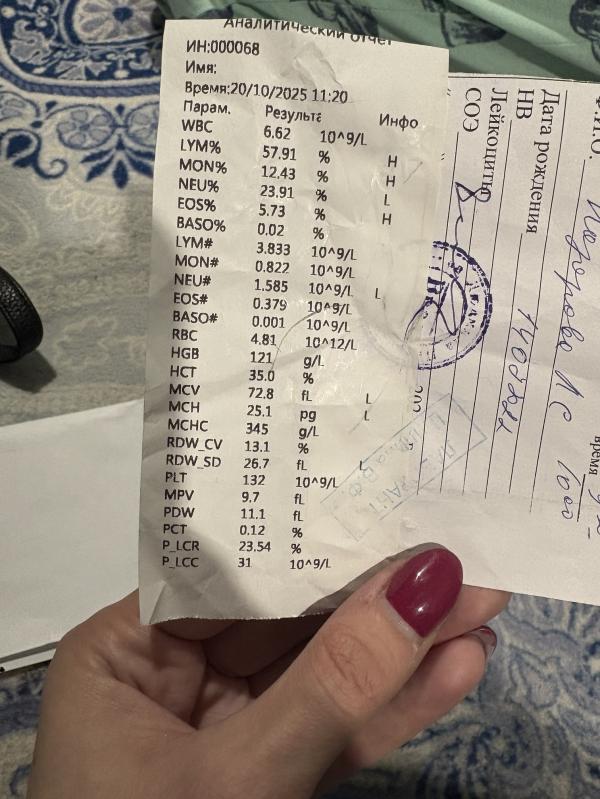 Аналитический отчет
ИН:000068
Имя:
Время:20/10/2025 11:20
Парам. Результа Инфо
WBC 6.62 10^9/L
LYM% 57.91 % H
MON% 12.43 % H
NEU% 23.91 % L
EOS% 5.73 % H
BASO% 0.02 %
LYM# 3.833 10^9/L
MON# 0.822 10^9/L
NEU# 1.585 10^9/L L
EOS# 0.379 10^9/L
BASO# 0.001 10^9/L
RBC 4.81 10^12/L
HGB 121 g/L
HCT 35.0 %
MCV 72.8 fL L
MCH 25.1 pg L
MCHC 345 g/L
RDW_CV 13.1 %
RDW_SD 26.7 fL L
PLT 132 10^9/L
MPV 9.7 fL
PDW 11.1 fL
PCT 0.12 %
P_LCR 23.54 %
P_LCC 31 10^9/L
Ф.И.О.
Дата рождения
НВ
Лейкоциты
СОЭ
время